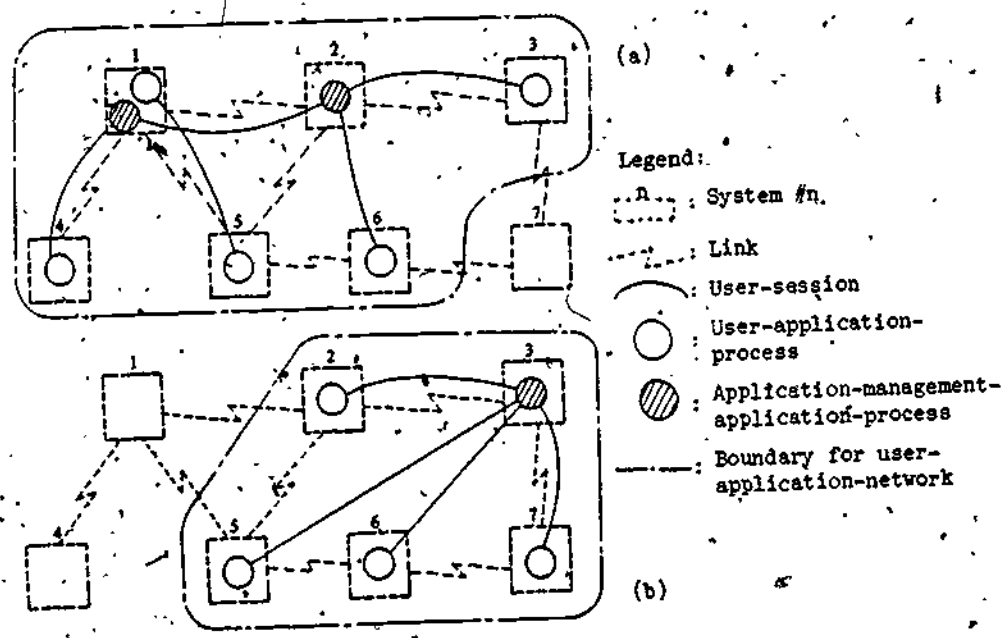 1
2
3
(a)
4
5
6
7
Legend:
n : System #n.
: Link
: User-session
: User-application-
process
: Application-management-
application-process
: Boundary for user-
application-network
1
2
3
4
5
6
7
(b)